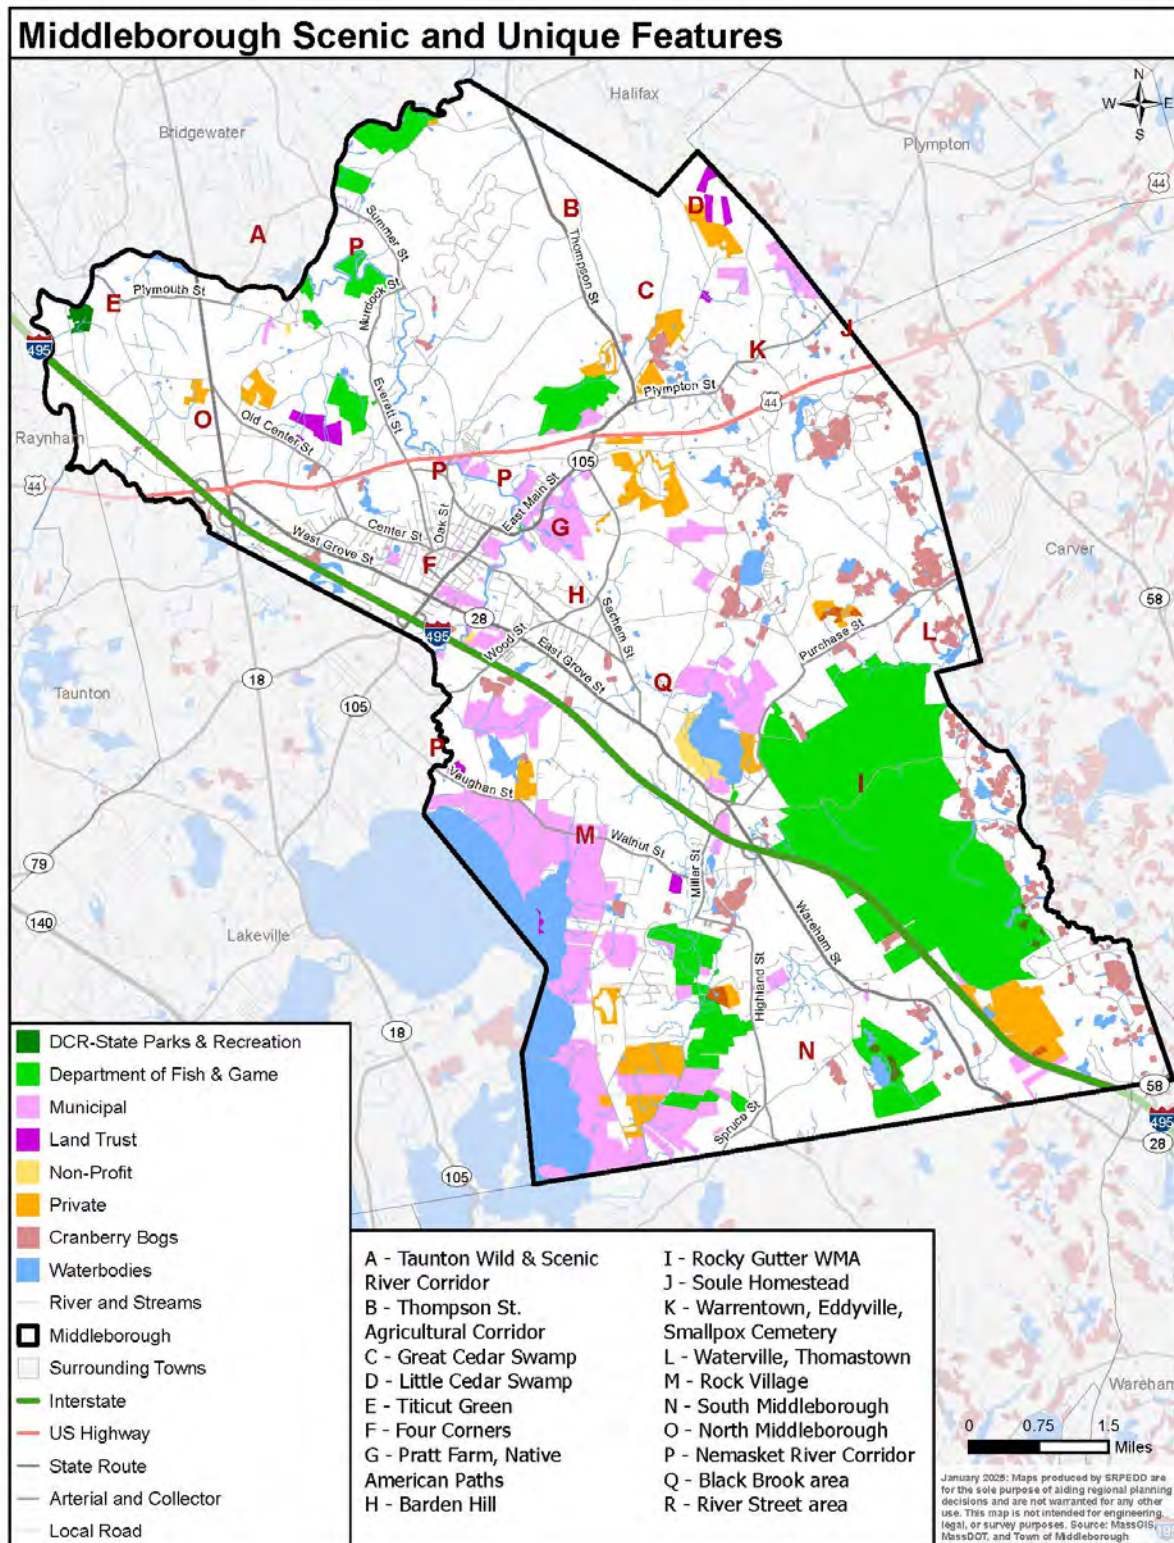 Middleborough Scenic and Unique Features
Halifax
N
W E
S
Bridgewater
Plympton
44
D
B
A
Summer St
P
Thompson St
E
Plymouth St
C
Murdock St
J
495
K
Plympton St
44
O
Everett St
Old Center St
Raynham
44
P
P
105
Oak St
East Main St
G
Center St
West Grove St
Carver
F
H
58
Sachem St
28
495
Wood St
East Grove St
Purchase St
L
Taunton
18
Q
105
P
Vaughan St
I
M
Walnut St
Miller St
79
140
Lakeville
Wareham St
Highland St
18
N
58
495
Spruce St
28
105
DCR-State Parks & Recreation
Department of Fish & Game
Municipal
Land Trust
Non-Profit
Private
Cranberry Bogs
Waterbodies
River and Streams
Middleborough
Surrounding Towns
Interstate
US Highway
State Route
Arterial and Collector
Local Road
A - Taunton Wild & Scenic
River Corridor
B - Thompson St.
Agricultural Corridor
C - Great Cedar Swamp
D - Little Cedar Swamp
E - Titicut Green
F - Four Corners
G - Pratt Farm, Native
American Paths
H - Barden Hill
I - Rocky Gutter WMA
J - Soule Homestead
K - Warrentown, Eddyville,
Smallpox Cemetery
L - Waterville, Thomastown
M - Rock Village
N - South Middleborough
O - North Middleborough
P - Nemasket River Corridor
Q - Black Brook area
R - River Street area
Wareham
0 0.75 1.5
Miles
January 2025: Maps produced by SRPEDD are
for the sole purpose of aiding regional planning
decisions and are not warranted for any other
use. This map is not intended for engineering,
legal, or survey purposes. Source: MassGIS,
MassDOT, and Town of Middleborough
195